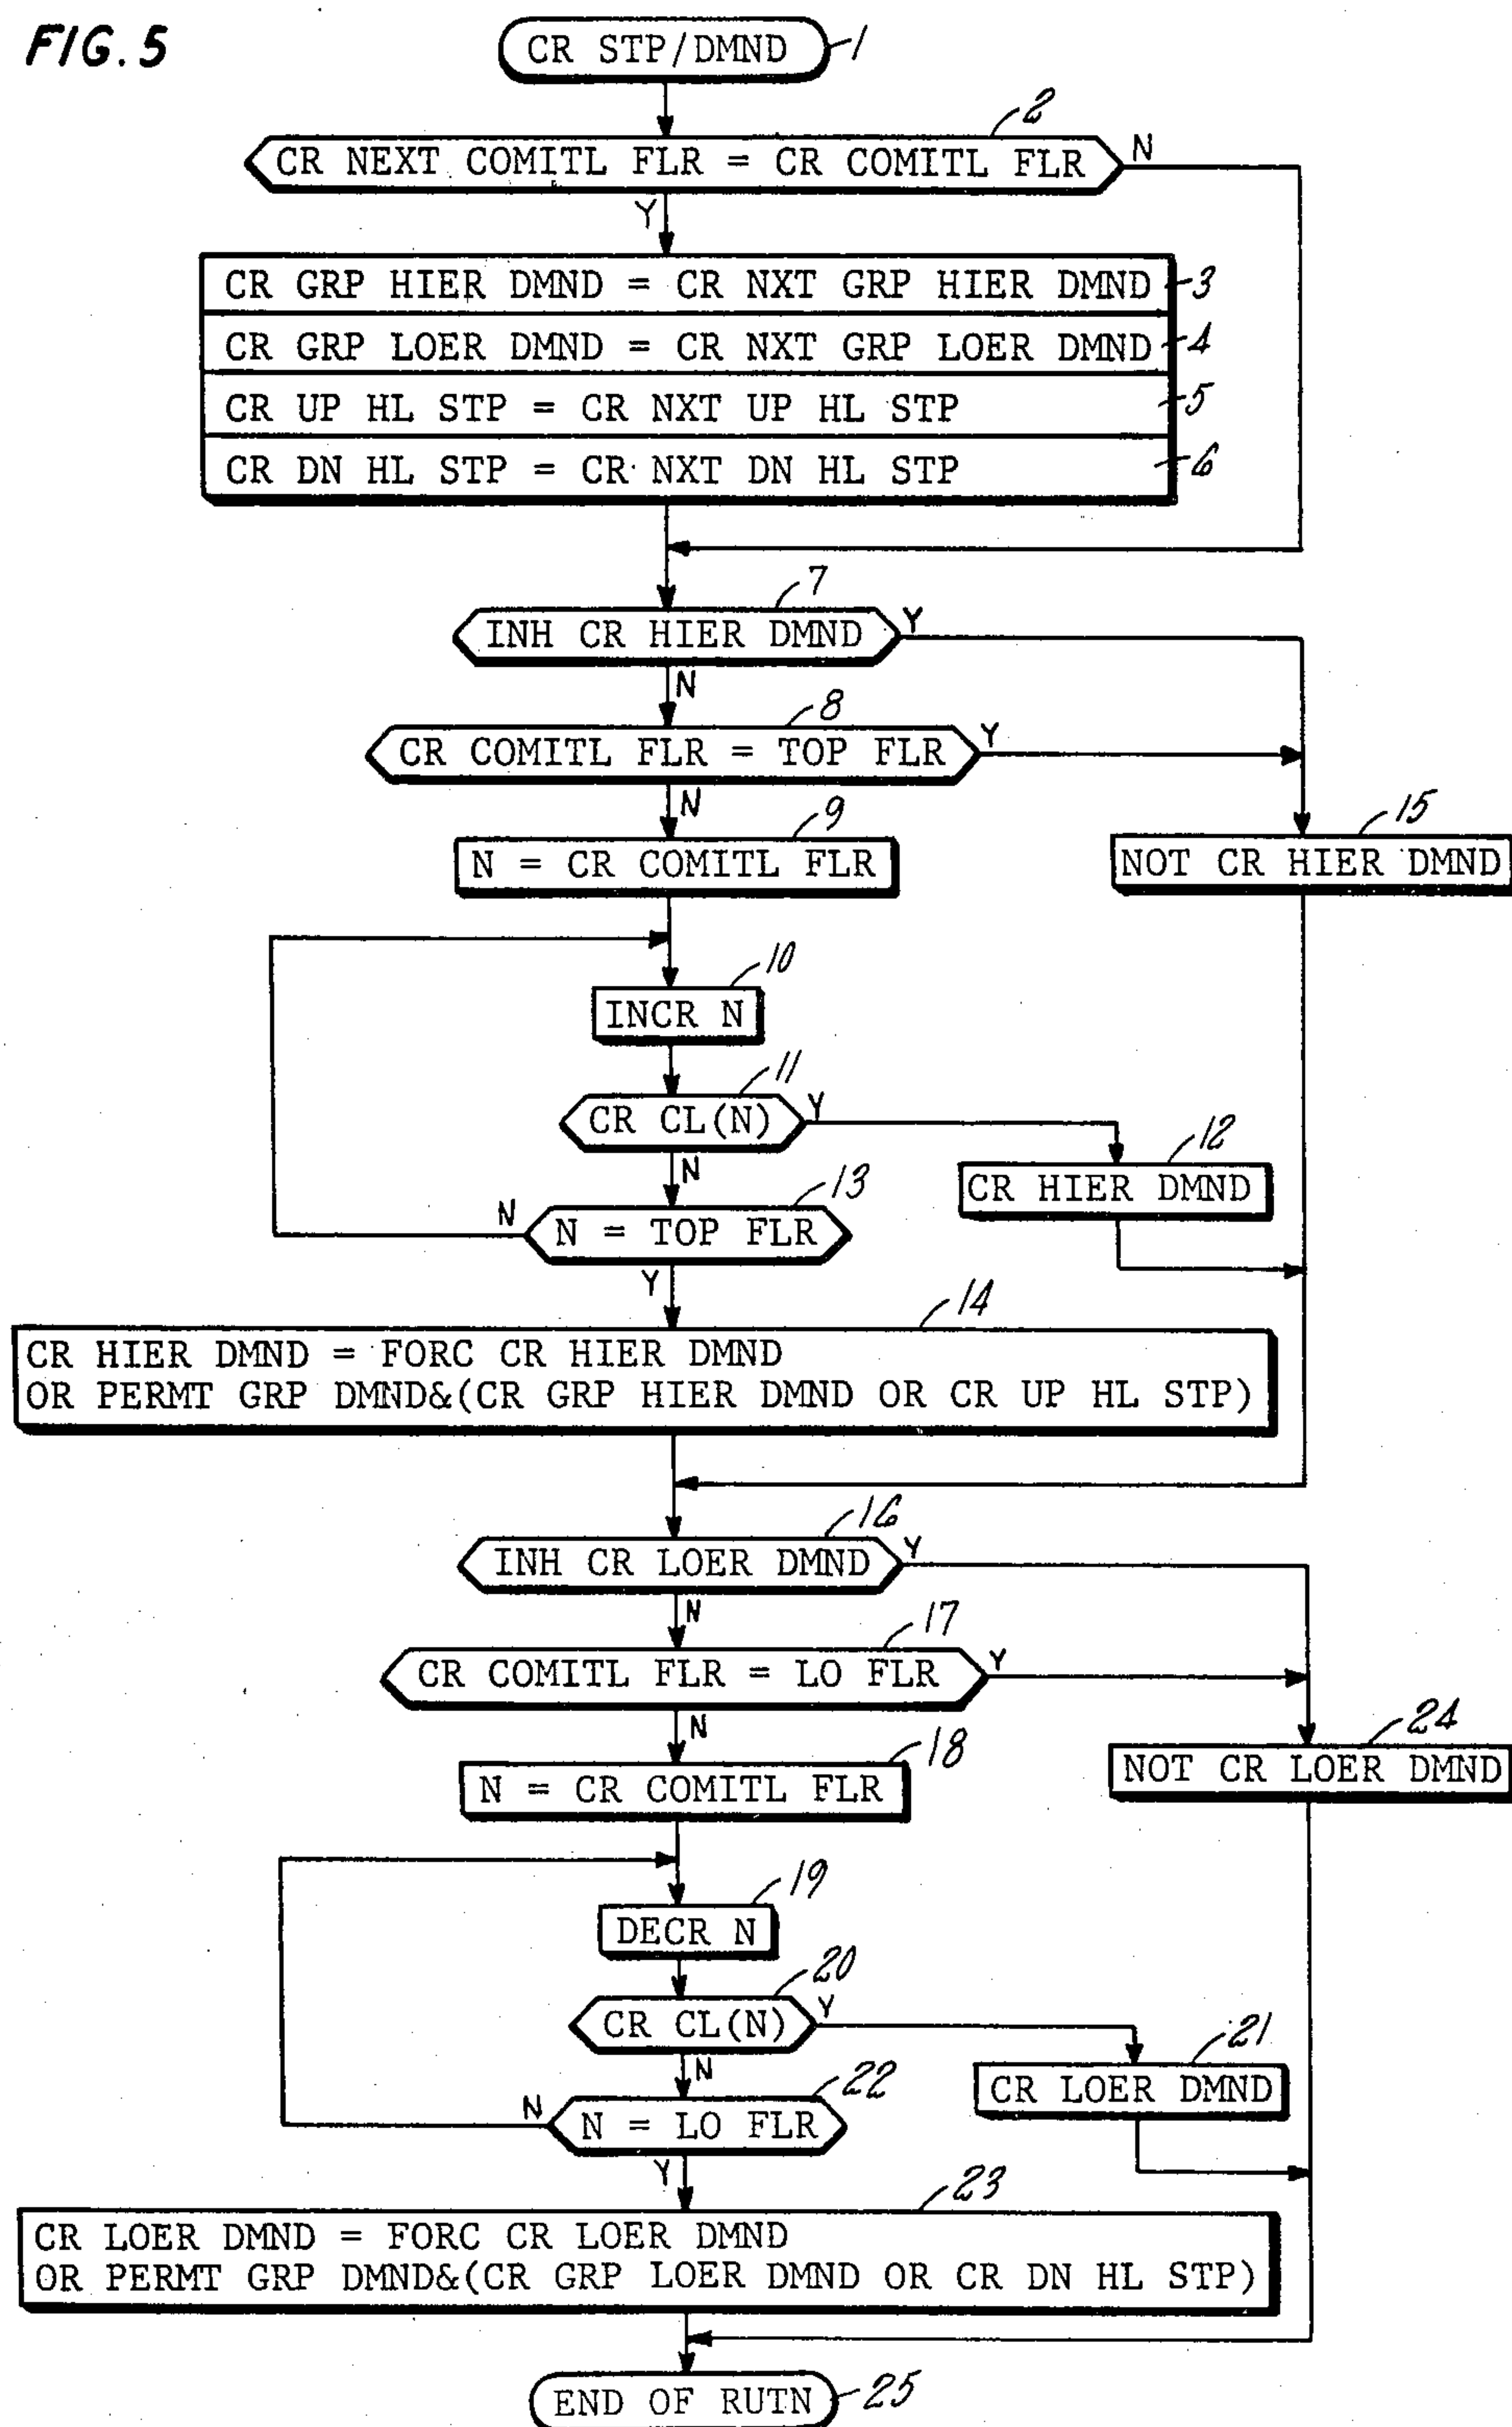 FIG. 5
CR STP/DMND 1
2
CR NEXT COMITL FLR = CR COMITL FLR N
Y
CR GRP HIER DMND = CR NXT GRP HIER DMND 3
CR GRP LOER DMND = CR NXT GRP LOER DMND 4
CR UP HL STP = CR NXT UP HL STP 5
CR DN HL STP = CR NXT DN HL STP 6
7
INH CR HIER DMND Y
N
8
CR COMITL FLR = TOP FLR Y
N
9
N = CR COMITL FLR
15
NOT CR HIER DMND
10
INCR N
11
CR CL(N) Y
N
12
CR HIER DMND
13
N N = TOP FLR
Y
14
CR HIER DMND = FORC CR HIER DMND
OR PERMT GRP DMND&(CR GRP HIER DMND OR CR UP HL STP)
16
INH CR LOER DMND Y
N
17
CR COMITL FLR = LO FLR Y
N
18
N = CR COMITL FLR
24
NOT CR LOER DMND
19
DECR N
20
CR CL(N) Y
N
21
CR LOER DMND
22
N N = LO FLR
Y
23
CR LOER DMND = FORC CR LOER DMND
OR PERMT GRP DMND&(CR GRP LOER DMND OR CR DN HL STP)
END OF RUTN 25